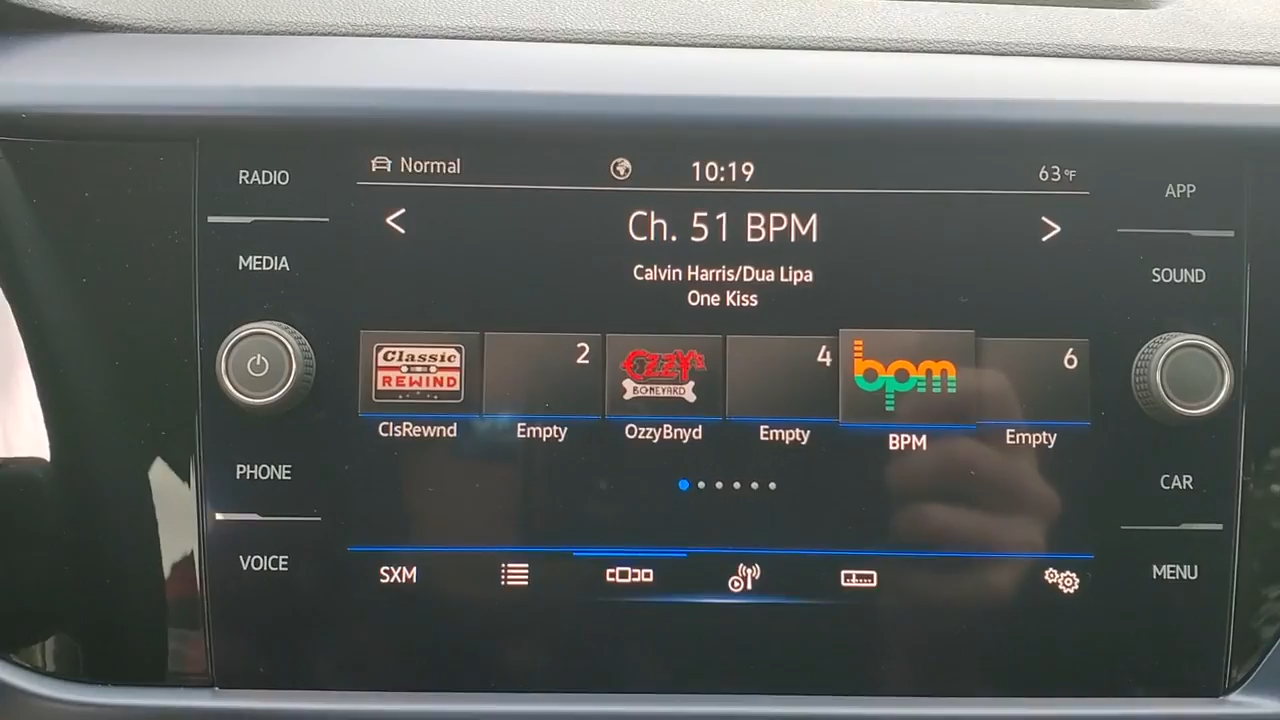 RADIO
MEDIA
PHONE
VOICE
Normal
10:19
63°F
<
Ch. 51 BPM
>
Calvin Harris/Dua Lipa
One Kiss
Classic
REWIND
2
OZZY's
BONEYARD
4
bpm
6
ClsRewnd
Empty
OzzyBnyd
Empty
BPM
Empty
SXM
APP
SOUND
CAR
MENU